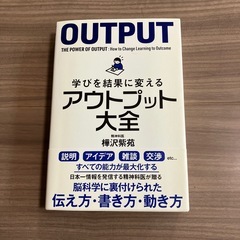 OUTPUT
THE POWER OF OUTPUT : How to Change Learning to Outcome
学びを結果に変える
アウトプット
大全
精神科医
樺沢紫苑
説明 アイデア 雑談 交渉 etc...
すべての能力が最大化する
日本一情報を発信する精神科医が贈る
脳科学に裏付けられた
伝え方・書き方・動き方